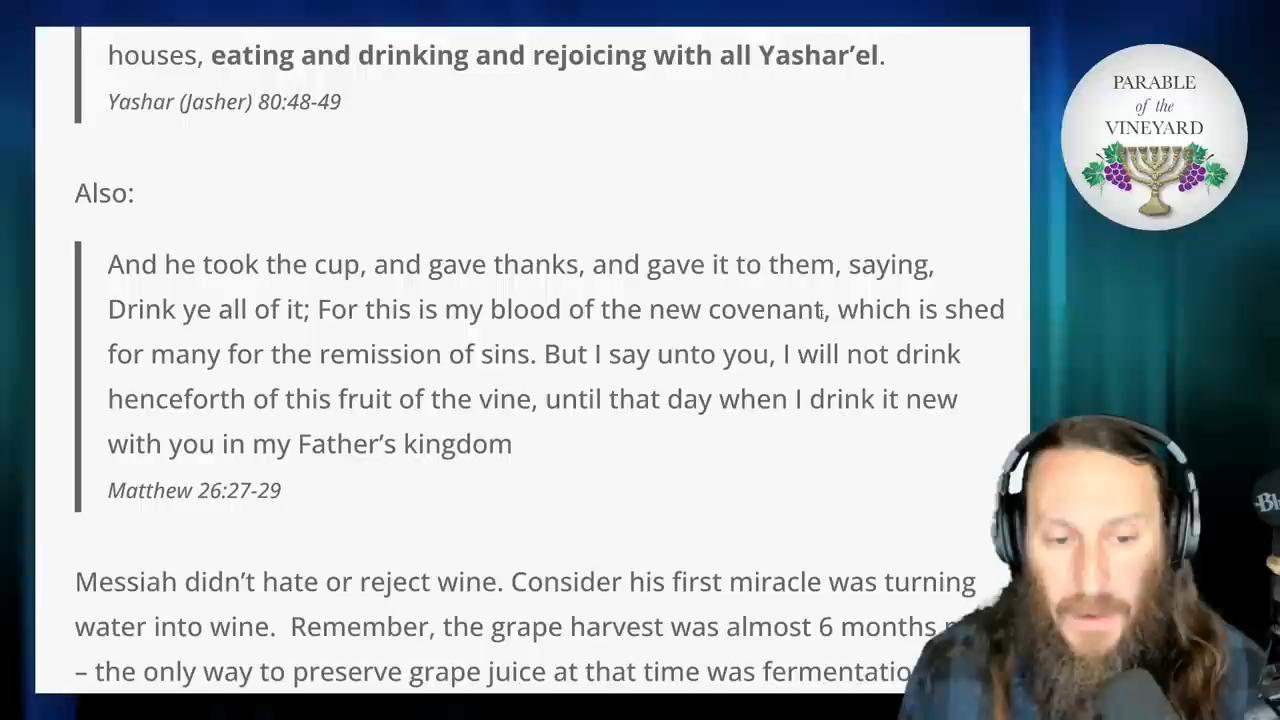 houses, eating and drinking and rejoicing with all Yashar’el.
Yashar (Jasher) 80:48-49
Also:
And he took the cup, and gave thanks, and gave it to them, saying,
Drink ye all of it; For this is my blood of the new covenant, which is shed
for many for the remission of sins. But I say unto you, I will not drink
henceforth of this fruit of the vine, until that day when I drink it new
with you in my Father’s kingdom
Matthew 26:27-29
Messiah didn’t hate or reject wine. Consider his first miracle was turning
water into wine.  Remember, the grape harvest was almost 6 months
– the only way to preserve grape juice at that time was
PARABLE
of the
VINEYARD